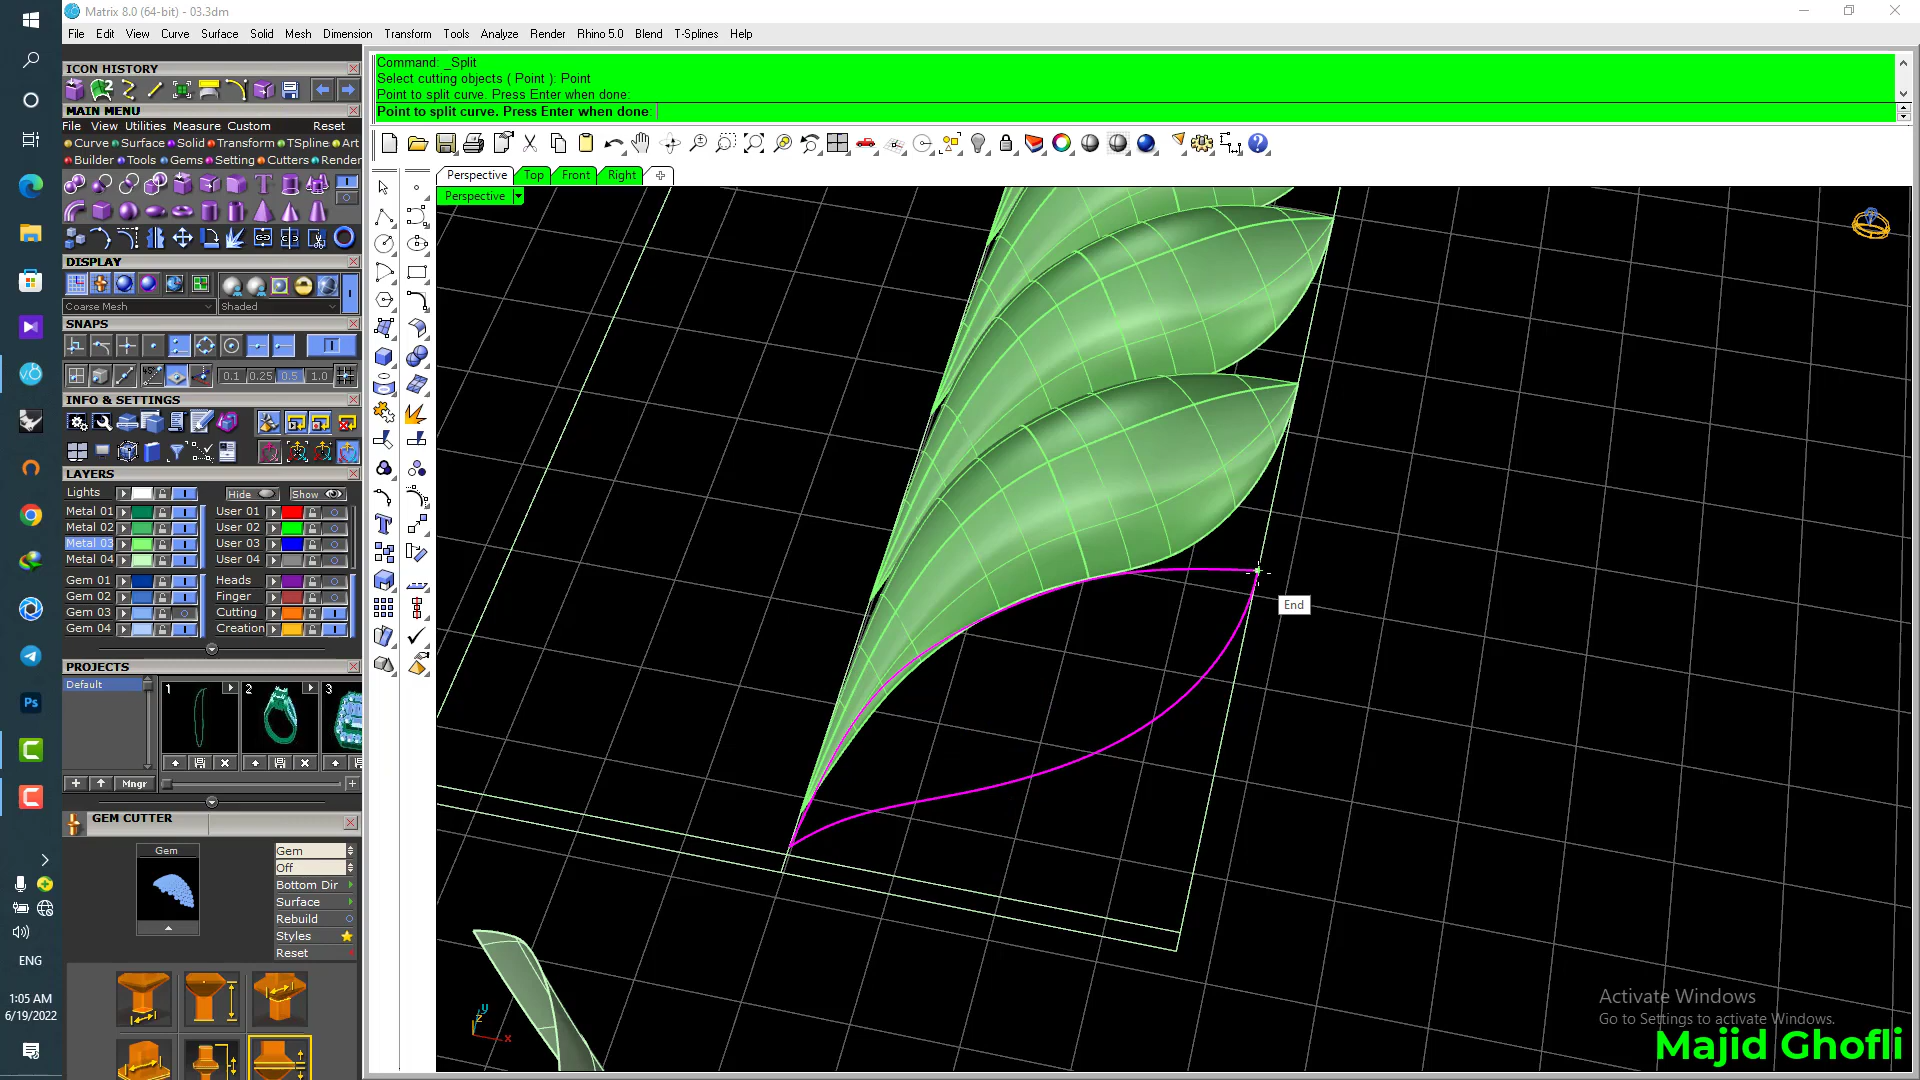 Matrix 8.0 (64-bit) - 03.3dm
File Edit View Curve Surface Solid Mesh Dimension Transform Tools Analyze Render Rhino 5.0 Blend T-Splines Help
Command: _Split
Select cutting objects ( Point ): Point
Point to split curve. Press Enter when done:
Point to split curve. Press Enter when done:
ICON HISTORY
MAIN MENU
File View Utilities Measure Custom Reset
Curve Surface Solid Transform TSpline Art
Builder Tools Gems Setting Cutters Render
DISPLAY
Coarse Mesh Shaded
SNAPS
0.1 0.25 0.5 1.0
INFO & SETTINGS
LAYERS
Lights Hide Show
Metal 01 User 01
Metal 02 User 02
Metal 03 User 03
Metal 04 User 04
Gem 01 Heads
Gem 02 Finger
Gem 03 Cutting
Gem 04 Creation
PROJECTS
Default 1 2 3
Mngr
GEM CUTTER
Gem Gem
Off
Bottom Dir
Surface
Rebuild
Styles
Reset
Perspective Top Front Right
Perspective
End
y
z
x
Ps
ENG
1:05 AM
6/19/2022
Activate Windows
Go to Settings to activate Windows.
Majid Ghofli